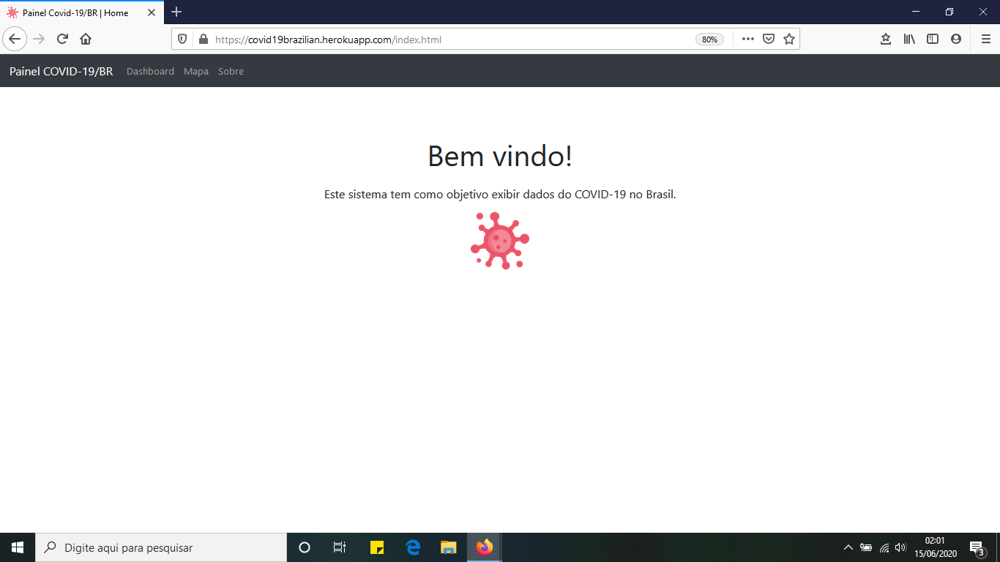 Painel Covid-19/BR | Home
https://covid19brazilian.herokuapp.com/index.html
80%
Painel COVID-19/BR Dashboard Mapa Sobre
Bem vindo!
Este sistema tem como objetivo exibir dados do COVID-19 no Brasil.
Digite aqui para pesquisar
02:01
15/06/2020
3